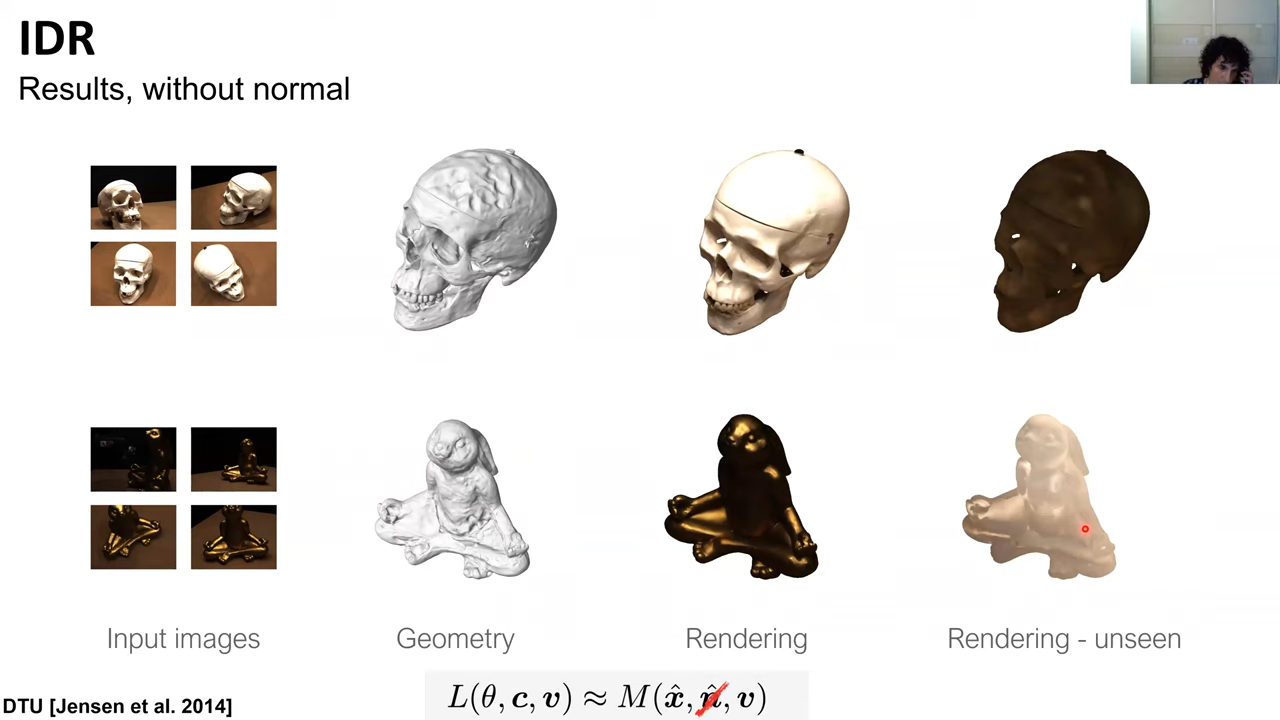 IDR
Results, without normal
Input images
Geometry
Rendering
Rendering - unseen
L(θ, c, v) ≈ M(x̂, n̂, v)
DTU [Jensen et al. 2014]